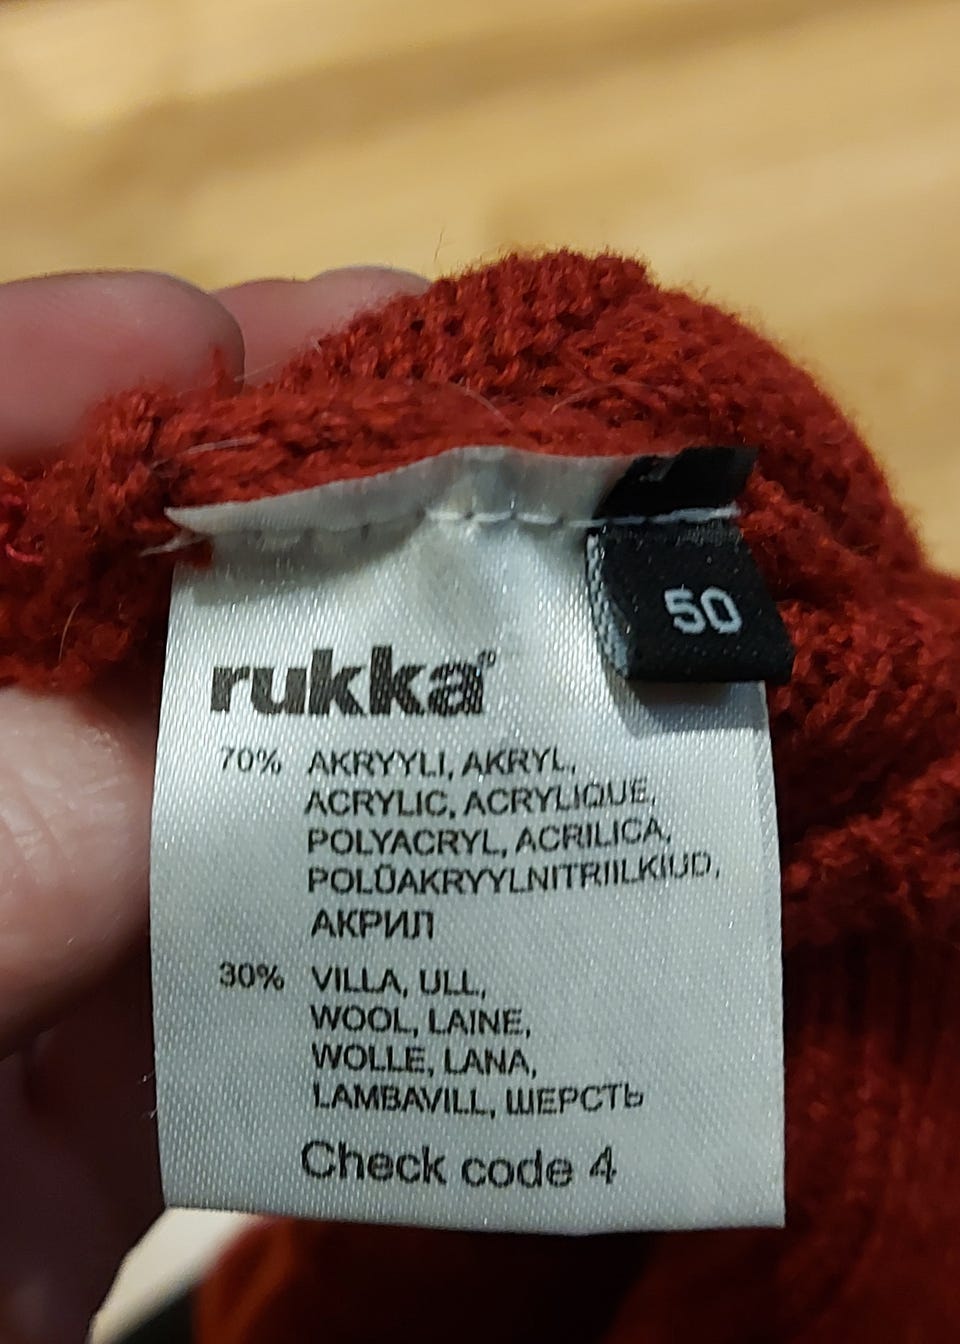 50
rukka®
70% AKRYYLI, AKRYL,
ACRYLIC, ACRYLIQUE,
POLYACRYL, ACRILICA,
POLÜAKRYYLNITRIILKIUD,
АКРИЛ
30% VILLA, ULL,
WOOL, LAINE,
WOLLE, LANA,
LAMBAVILL, ШЕРСТЬ
Check code 4